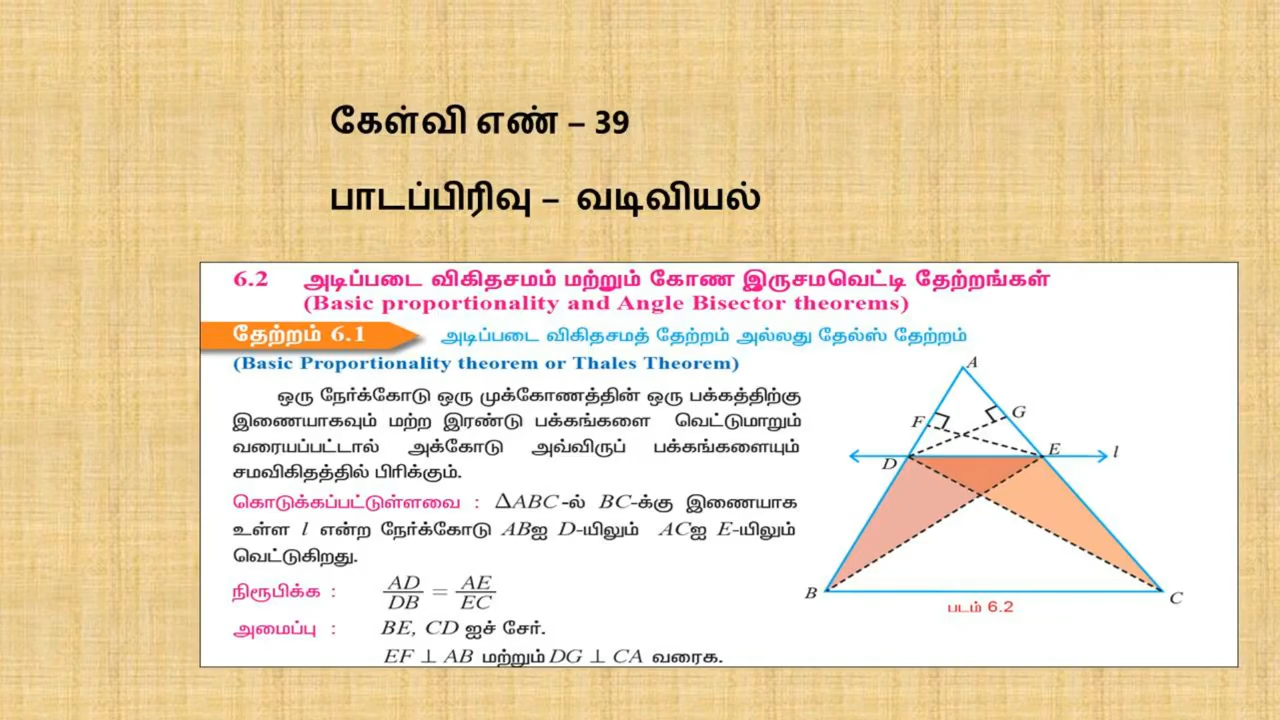 கேள்வி எண் – 39
பாடப்பிரிவு – வடிவியல்
6.2 அடிப்படை விகிதசமம் மற்றும் கோண இருசமவெட்டி தேற்றங்கள்
(Basic proportionality and Angle Bisector theorems)
தேற்றம் 6.1 அடிப்படை விகிதசமத் தேற்றம் அல்லது தேல்ஸ் தேற்றம்
(Basic Proportionality theorem or Thales Theorem)
ஒரு நேர்க்கோடு ஒரு முக்கோணத்தின் ஒரு பக்கத்திற்கு
இணையாகவும் மற்ற இரண்டு பக்கங்களை வெட்டுமாறும்
வரையப்பட்டால் அக்கோடு அவ்விருப் பக்கங்களையும்
சமவிகிதத்தில் பிரிக்கும்.
கொடுக்கப்பட்டுள்ளவை : ΔABC -ல் BC-க்கு இணையாக
உள்ள l என்ற நேர்க்கோடு ABஐ D-யிலும் ACஐ E-யிலும்
வெட்டுகிறது.
நிரூபிக்க : AD/DB = AE/EC
அமைப்பு : BE, CD ஐச் சேர்.
EF ⊥ AB மற்றும் DG ⊥ CA வரைக.
A
F G
D E l
B C
படம் 6.2